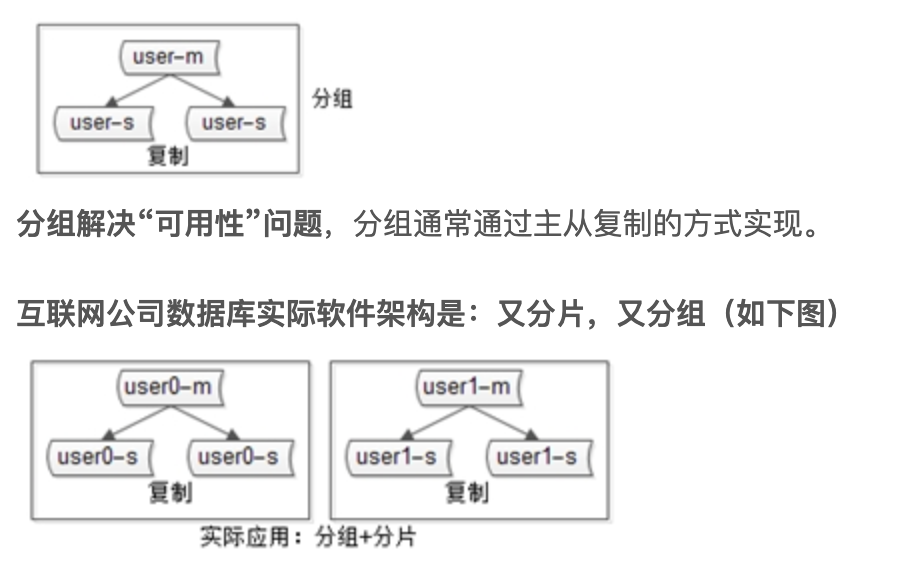 user-m
user-s user-s
复制
分组
分组解决“可用性”问题，分组通常通过主从复制的方式实现。
互联网公司数据库实际软件架构是：又分片，又分组（如下图）
user0-m user1-m
user0-s user0-s user1-s user1-s
复制 复制
实际应用：分组+分片